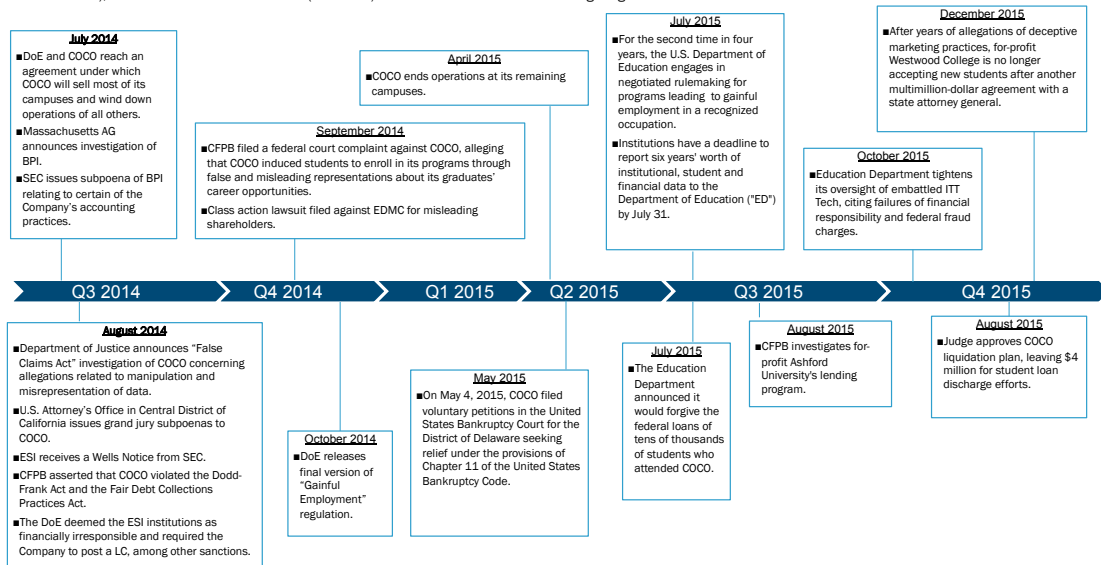 July 2014
■DoE and COCO reach an
agreement under which
COCO will sell most of its
campuses and wind down
operations of all others.
■Massachusetts AG
announces investigation of
BPI.
■SEC issues subpoena of BPI
relating to certain of the
Company's accounting
practices.
September 2014
■CFPB filed a federal court complaint against COCO, alleging
that COCO induced students to enroll in its programs through
false and misleading representations about its graduates'
career opportunities.
■Class action lawsuit filed against EDMC for misleading
shareholders.
April 2015
■COCO ends operations at its remaining
campuses.
July 2015
■For the second time in four
years, the U.S. Department of
Education engages in
negotiated rulemaking for
programs leading to gainful
employment in a recognized
occupation.
■Institutions have a deadline to
report six years' worth of
institutional, student and
financial data to the
Department of Education ("ED")
by July 31.
October 2015
■Education Department tightens
its oversight of embattled ITT
Tech, citing failures of financial
responsibility and federal fraud
charges.
December 2015
■After years of allegations of deceptive
marketing practices, for-profit
Westwood College is no longer
accepting new students after another
multimillion-dollar agreement with a
state attorney general.
Q3 2014
Q4 2014
Q1 2015
Q2 2015
Q3 2015
Q4 2015
August 2014
■Department of Justice announces "False
Claims Act" investigation of COCO concerning
allegations related to manipulation and
misrepresentation of data.
■U.S. Attorney's Office in Central District of
California issues grand jury subpoenas to
COCO.
■ESI receives a Wells Notice from SEC.
■CFPB asserted that COCO violated the Dodd-
Frank Act and the Fair Debt Collections
Practices Act.
■The DoE deemed the ESI institutions as
financially irresponsible and required the
Company to post a LC, among other sanctions.
October 2014
■DoE releases
final version of
"Gainful
Employment"
regulation.
May 2015
■On May 4, 2015, COCO filed
voluntary petitions in the United
States Bankruptcy Court for the
District of Delaware seeking
relief under the provisions of
Chapter 11 of the United States
Bankruptcy Code.
July 2015
■The Education
Department
announced it
would forgive the
federal loans of
tens of thousands
of students who
attended COCO.
August 2015
■CFPB investigates for-
profit Ashford
University's lending
program.
August 2015
■Judge approves COCO
liquidation plan, leaving $4
million for student loan
discharge efforts.